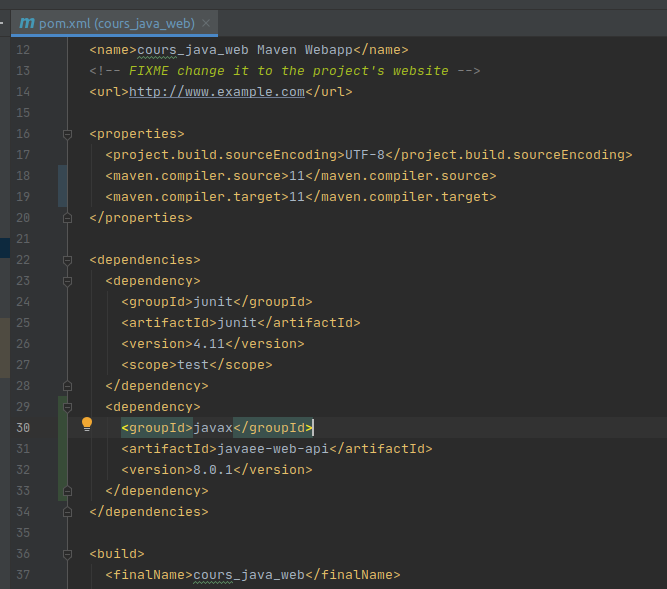 m pom.xml (cours_java_web) ×
12 <name>cours_java_web Maven Webapp</name>
13 <!-- FIXME change it to the project's website -->
14 <url>http://www.example.com</url>
15
16 <properties>
17 <project.build.sourceEncoding>UTF-8</project.build.sourceEncoding>
18 <maven.compiler.source>11</maven.compiler.source>
19 <maven.compiler.target>11</maven.compiler.target>
20 </properties>
21
22 <dependencies>
23 <dependency>
24 <groupId>junit</groupId>
25 <artifactId>junit</artifactId>
26 <version>4.11</version>
27 <scope>test</scope>
28 </dependency>
29 <dependency>
30 <groupId>javax</groupId>
31 <artifactId>javaee-web-api</artifactId>
32 <version>8.0.1</version>
33 </dependency>
34 </dependencies>
35
36 <build>
37 <finalName>cours_java_web</finalName>